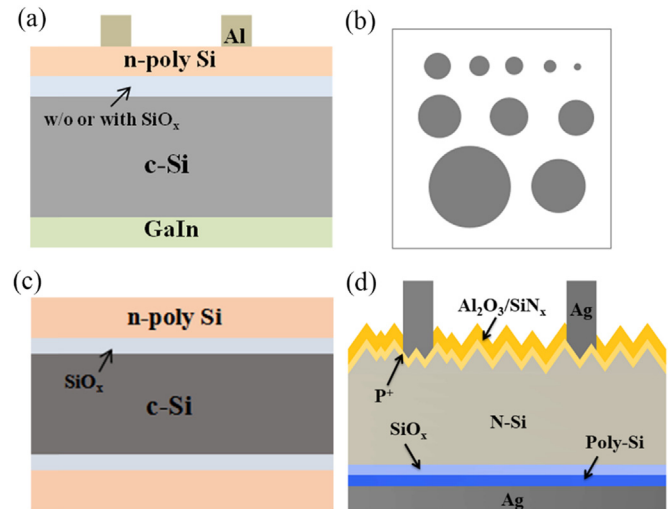 (a)
Al
n-poly Si
w/o or with SiOₓ
c-Si
GaIn
(b)
(c)
n-poly Si
SiOₓ
c-Si
(d)
Al₂O₃/SiNₓ
Ag
P⁺
N-Si
SiOₓ
Poly-Si
Ag